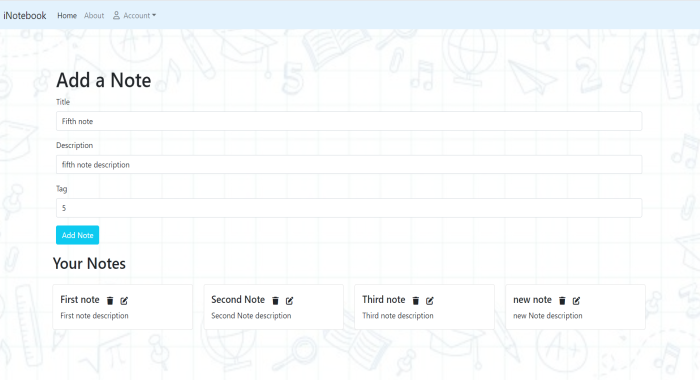 iNotebook Home About Account
Add a Note
Title
Fifth note
Description
fifth note description
Tag
5
Add Note
Your Notes
First note Second Note Third note new note
First note description Second Note description Third note description new Note description